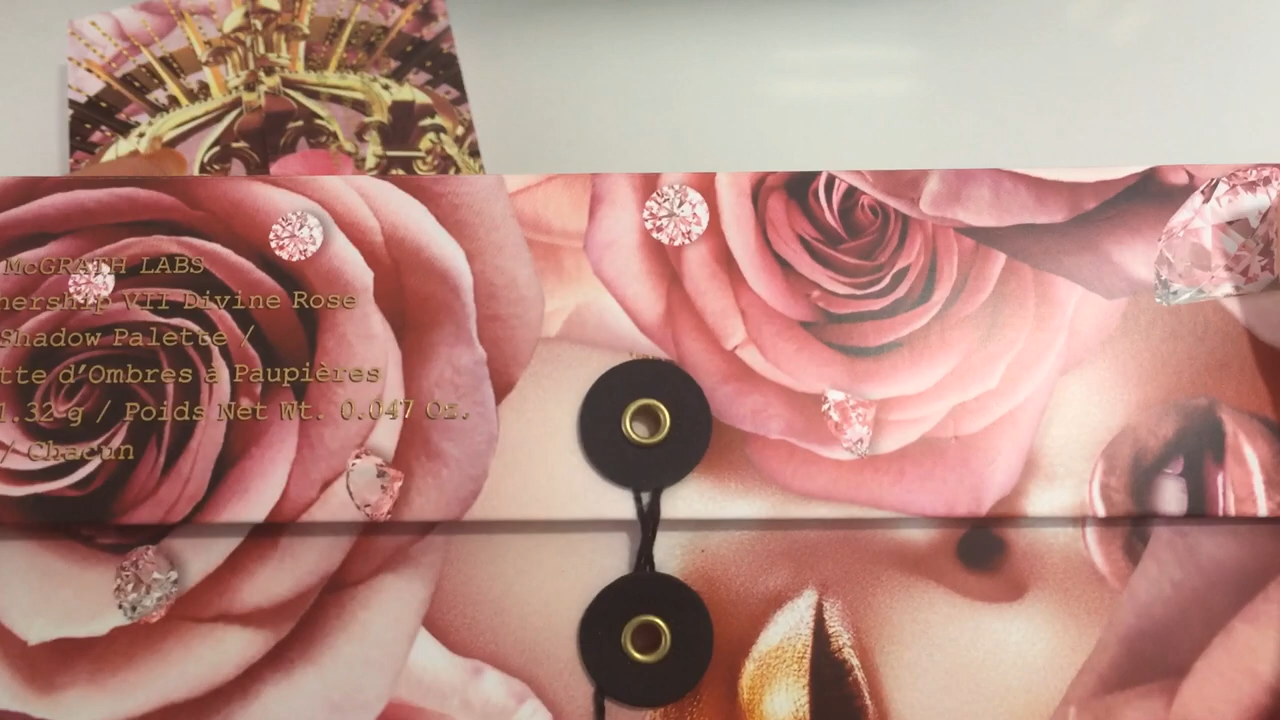 McGRATH LABS
nership VII Divine Rose
Shadow Palette /
tte d'Ombres à Paupières
1.32 g / Poids Net Wt. 0.047 Oz.
/ Chacun